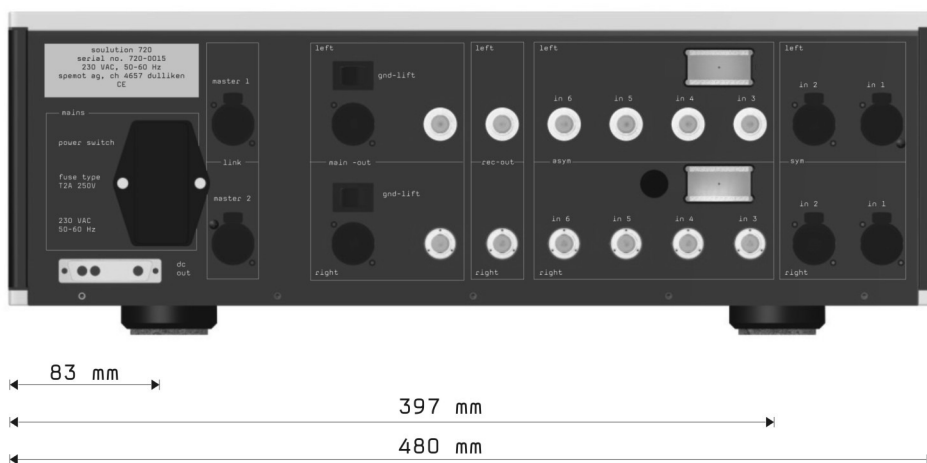 soulution 720
serial no. 720-0015
230 VAC, 50-60 Hz
apemot ag, ch 4657 dulliken
CE
mains
power switch
fuse type
T2A 250V
230 VAC
50-60 Hz
dc
out
master 1
link
master 2
left
gnd-lift
main -out
gnd-lift
right
left
rec-out
right
left
in 6
in 5
in 4
in 3
asym
in 6
in 5
in 4
in 3
right
left
in 2
in 1
sym
in 2
in 1
right
83 mm
397 mm
480 mm